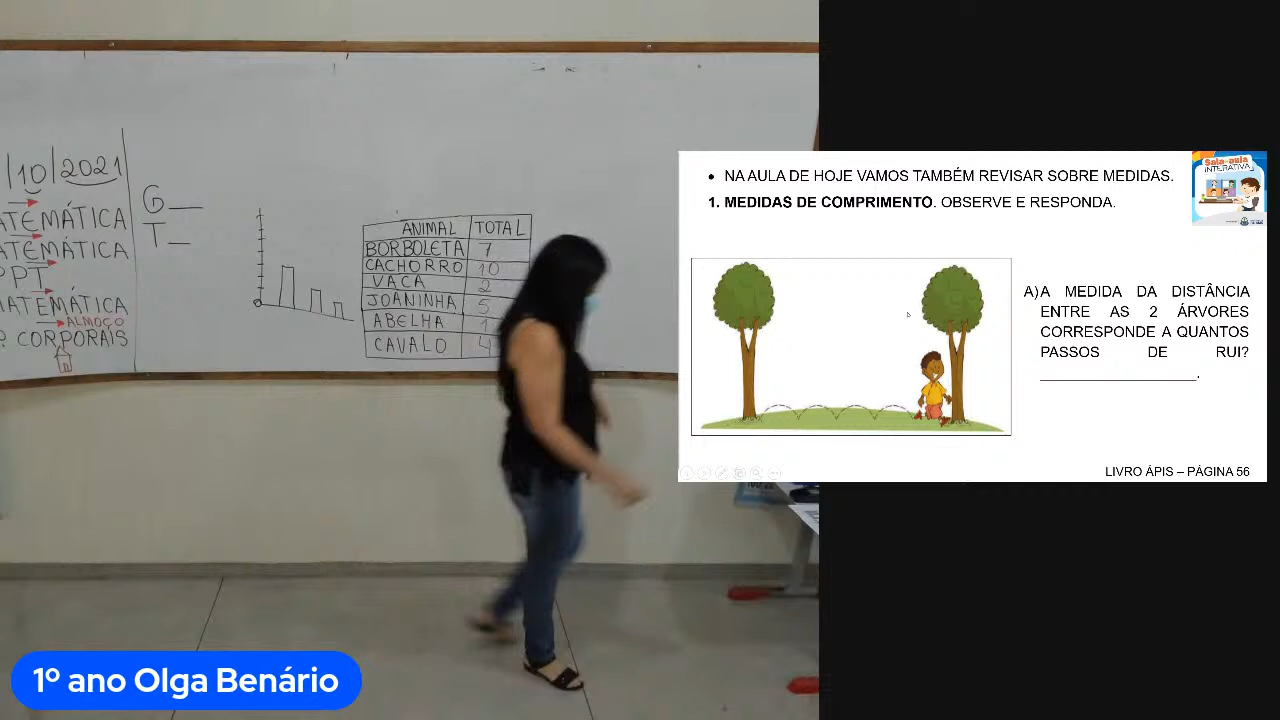 |10|2021
ATEMÁTICA
ATEMÁTICA
PPT
MATEMÁTICA
ALMOÇO
CORPORAIS
G
T
ANIMAL TOTAL
BORBOLETA 7
CACHORRO 10
VACA 2
JOANINHA 5
ABELHA 1
CAVALO 4
• NA AULA DE HOJE VAMOS TAMBÉM REVISAR SOBRE MEDIDAS.
1. MEDIDAS DE COMPRIMENTO. OBSERVE E RESPONDA.
Sala de aula
INTERATIVA
A) A MEDIDA DA DISTÂNCIA
ENTRE AS 2 ÁRVORES
CORRESPONDE A QUANTOS
PASSOS DE RUI?
____________________.
LIVRO ÁPIS – PÁGINA 56
1º ano Olga Benário